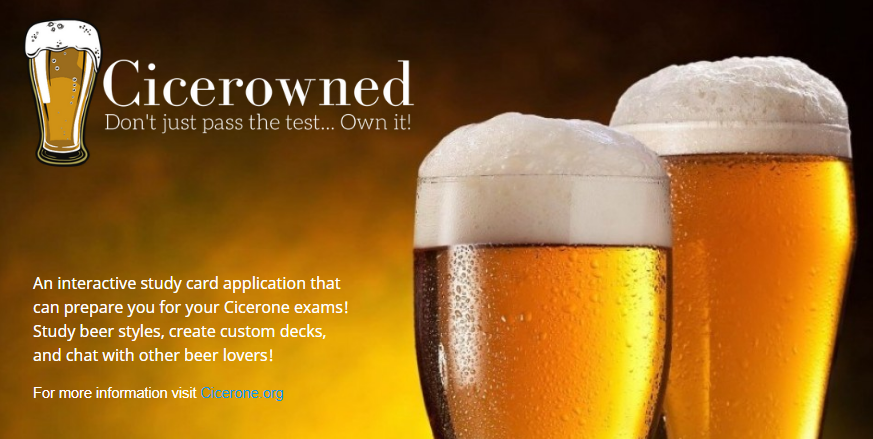 Cicerowned
Don't just pass the test... Own it!
An interactive study card application that
can prepare you for your Cicerone exams!
Study beer styles, create custom decks,
and chat with other beer lovers!
For more information visit Cicerone.org